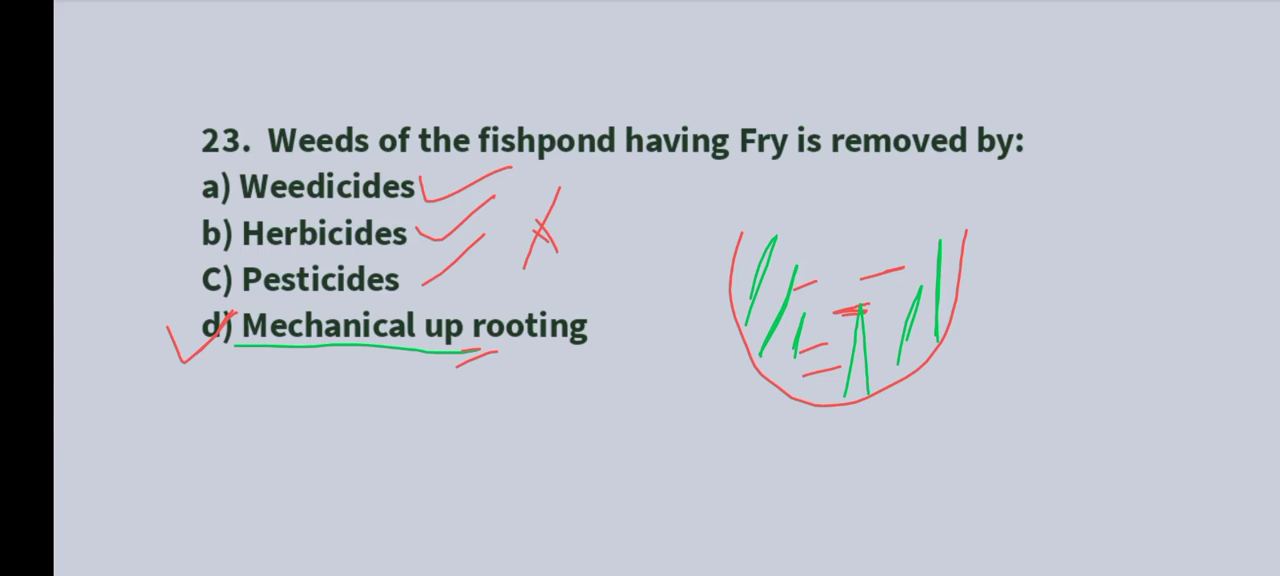 23. Weeds of the fishpond having Fry is removed by:
a) Weedicides
b) Herbicides
C) Pesticides
d) Mechanical up rooting